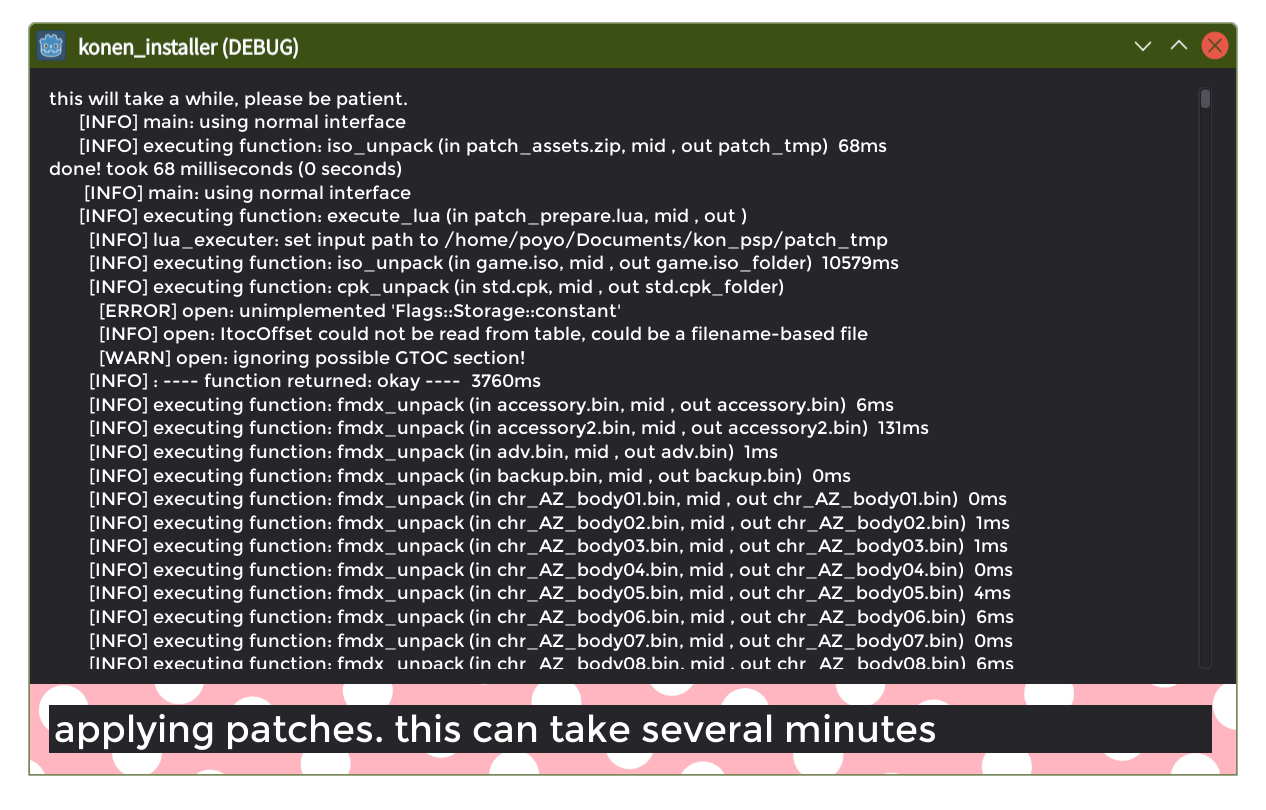 konen_installer (DEBUG)
this will take a while, please be patient.
[INFO] main: using normal interface
[INFO] executing function: iso_unpack (in patch_assets.zip, mid , out patch_tmp)  68ms
done! took 68 milliseconds (0 seconds)
[INFO] main: using normal interface
[INFO] executing function: execute_lua (in patch_prepare.lua, mid , out )
[INFO] lua_executer: set input path to /home/poyo/Documents/kon_psp/patch_tmp
[INFO] executing function: iso_unpack (in game.iso, mid , out game.iso_folder)  10579ms
[INFO] executing function: cpk_unpack (in std.cpk, mid , out std.cpk_folder)
[ERROR] open: unimplemented 'Flags::Storage::constant'
[INFO] open: ItocOffset could not be read from table, could be a filename-based file
[WARN] open: ignoring possible GTOC section!
[INFO] : ---- function returned: okay ----  3760ms
[INFO] executing function: fmdx_unpack (in accessory.bin, mid , out accessory.bin)  6ms
[INFO] executing function: fmdx_unpack (in accessory2.bin, mid , out accessory2.bin)  131ms
[INFO] executing function: fmdx_unpack (in adv.bin, mid , out adv.bin)  1ms
[INFO] executing function: fmdx_unpack (in backup.bin, mid , out backup.bin)  0ms
[INFO] executing function: fmdx_unpack (in chr_AZ_body01.bin, mid , out chr_AZ_body01.bin)  0ms
[INFO] executing function: fmdx_unpack (in chr_AZ_body02.bin, mid , out chr_AZ_body02.bin)  1ms
[INFO] executing function: fmdx_unpack (in chr_AZ_body03.bin, mid , out chr_AZ_body03.bin)  1ms
[INFO] executing function: fmdx_unpack (in chr_AZ_body04.bin, mid , out chr_AZ_body04.bin)  0ms
[INFO] executing function: fmdx_unpack (in chr_AZ_body05.bin, mid , out chr_AZ_body05.bin)  4ms
[INFO] executing function: fmdx_unpack (in chr_AZ_body06.bin, mid , out chr_AZ_body06.bin)  6ms
[INFO] executing function: fmdx_unpack (in chr_AZ_body07.bin, mid , out chr_AZ_body07.bin)  0ms
[INFO] executing function: fmdx_unpack (in chr_AZ_body08.bin, mid , out chr_AZ_body08.bin)  6ms
applying patches. this can take several minutes